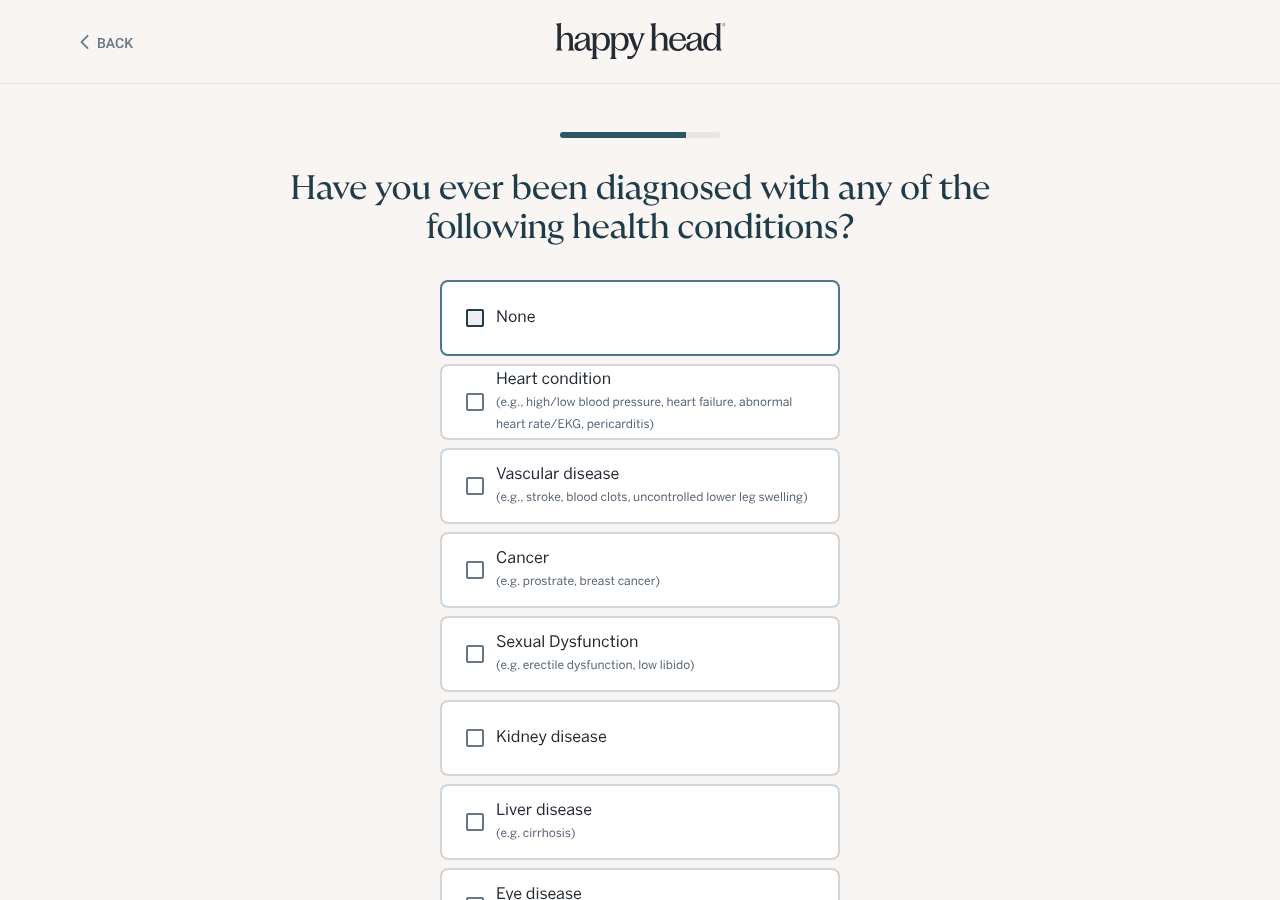 BACK
happy head
Have you ever been diagnosed with any of the
following health conditions?
None
Heart condition
(e.g., high/low blood pressure, heart failure, abnormal
heart rate/EKG, pericarditis)
Vascular disease
(e.g., stroke, blood clots, uncontrolled lower leg swelling)
Cancer
(e.g. prostrate, breast cancer)
Sexual Dysfunction
(e.g. erectile dysfunction, low libido)
Kidney disease
Liver disease
(e.g. cirrhosis)
Eye disease